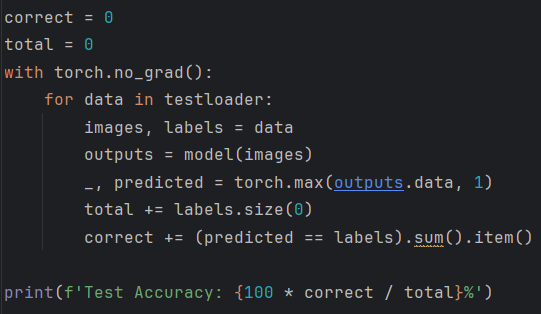 correct = 0
total = 0
with torch.no_grad():
    for data in testloader:
        images, labels = data
        outputs = model(images)
        _, predicted = torch.max(outputs.data, 1)
        total += labels.size(0)
        correct += (predicted == labels).sum().item()

print(f'Test Accuracy: {100 * correct / total}%')